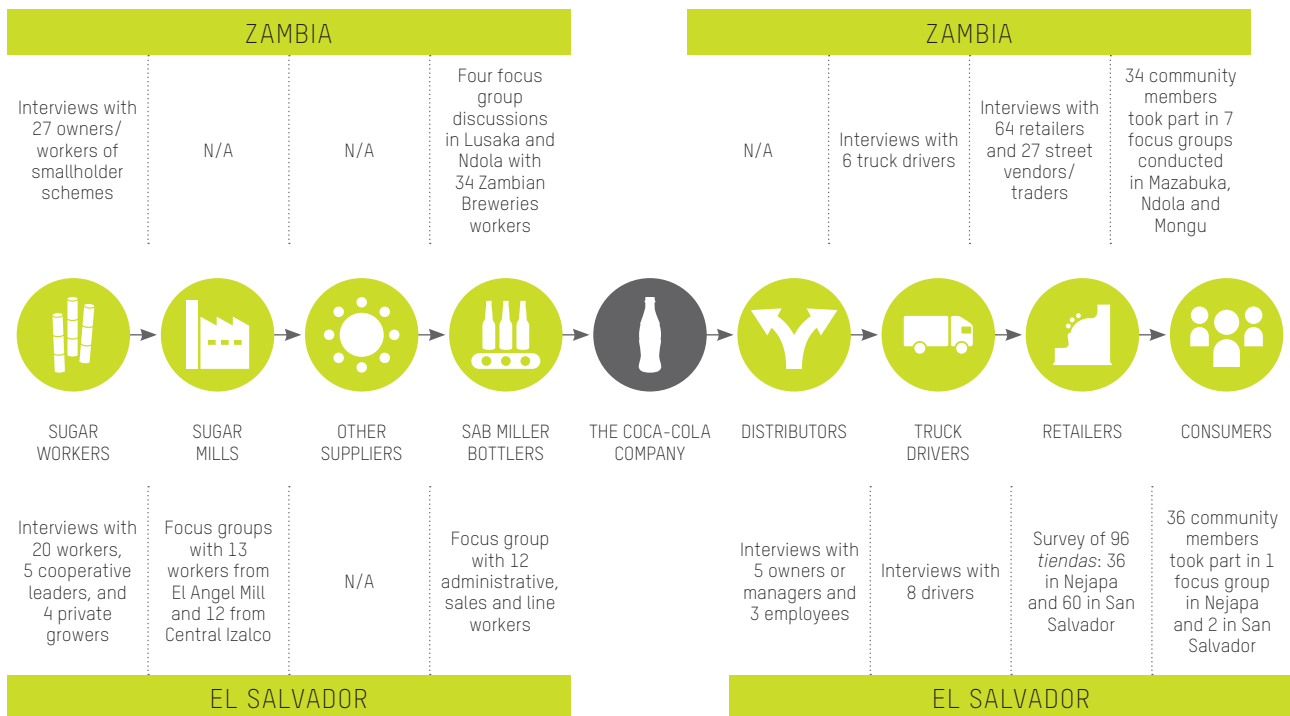 ZAMBIA
Interviews with
27 owners/
workers of
smallholder
schemes
N/A
N/A
Four focus
group
discussions
in Lusaka and
Ndola with
34 Zambian
Breweries
workers
ZAMBIA
N/A
Interviews with
6 truck drivers
Interviews with
64 retailers
and 27 street
vendors/
traders
34 community
members
took part in 7
focus groups
conducted
in Mazabuka,
Ndola and
Mongu
SUGAR
WORKERS
SUGAR
MILLS
OTHER
SUPPLIERS
SAB MILLER
BOTTLERS
THE COCA-COLA
COMPANY
DISTRIBUTORS
TRUCK
DRIVERS
RETAILERS
CONSUMERS
Interviews with
20 workers,
5 cooperative
leaders, and
4 private
growers
Focus groups
with 13
workers from
El Angel Mill
and 12 from
Central Izalco
N/A
Focus group
with 12
administrative,
sales and line
workers
EL SALVADOR
Interviews with
5 owners or
managers and
3 employees
Interviews with
8 drivers
Survey of 96
tiendas: 36
in Nejapa
and 60 in San
Salvador
36 community
members
took part in 1
focus group
in Nejapa
and 2 in San
Salvador
EL SALVADOR